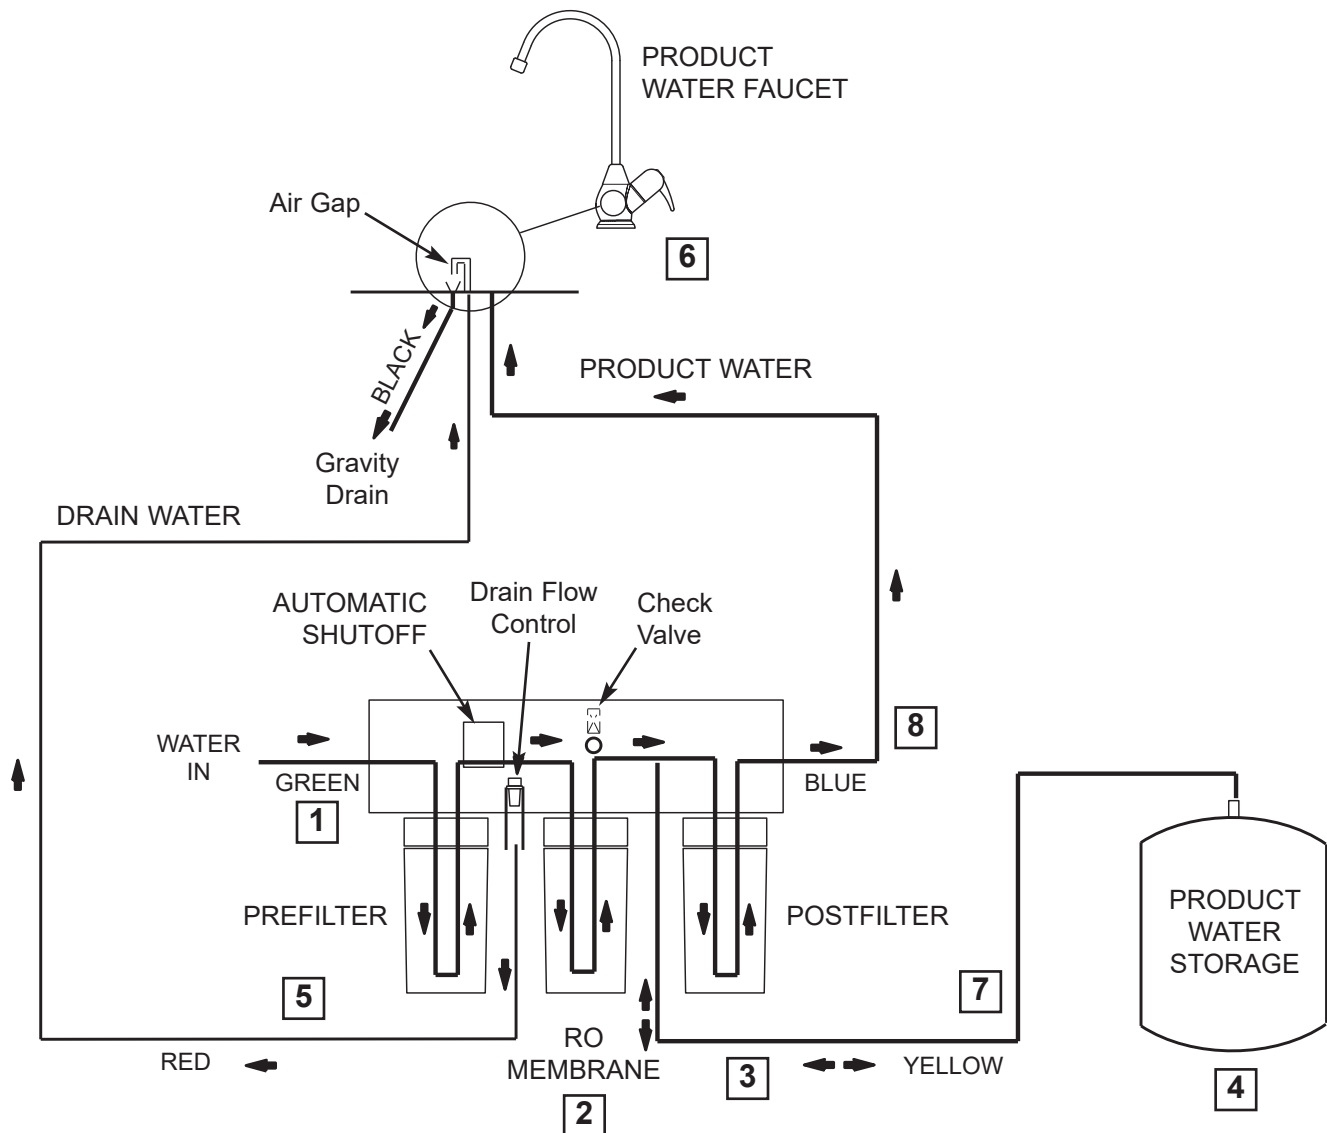 PRODUCT
WATER FAUCET
Air Gap
6
BLACK
PRODUCT WATER
Gravity
Drain
DRAIN WATER
AUTOMATIC
SHUTOFF
Drain Flow
Control
Check
Valve
WATER
IN
GREEN
1
BLUE
8
PREFILTER
POSTFILTER
PRODUCT
WATER
STORAGE
5
7
RED
RO
MEMBRANE
2
3
YELLOW
4